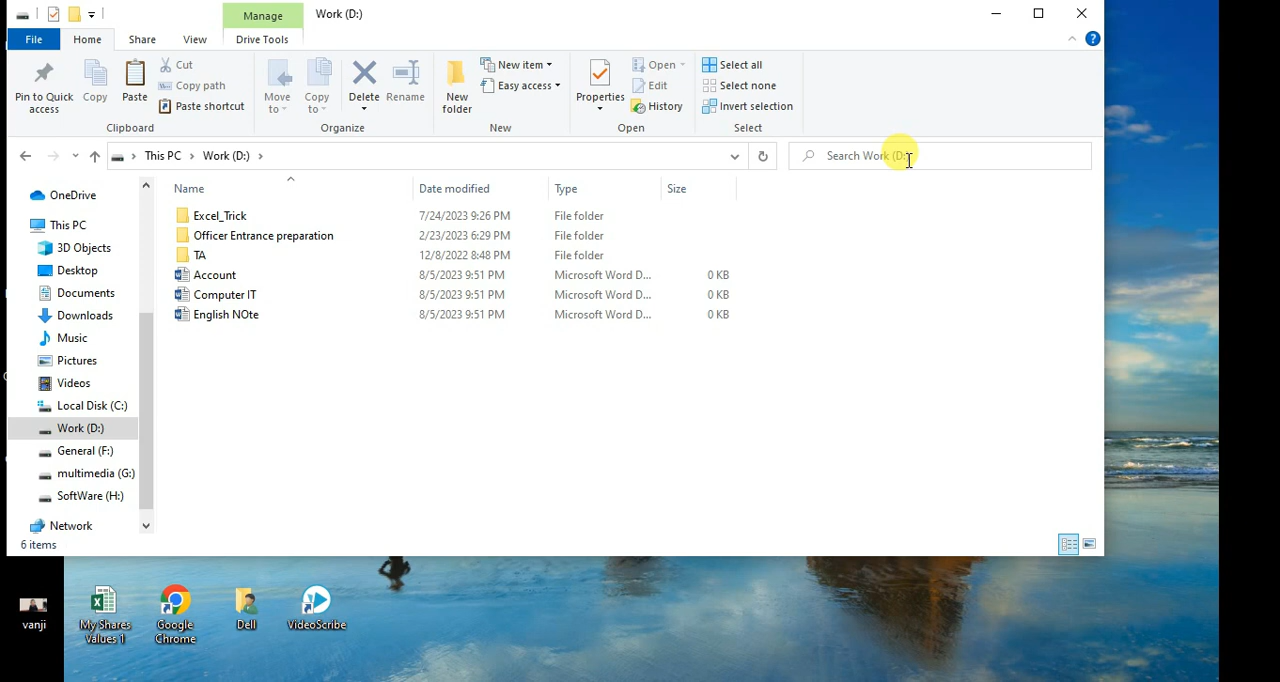 Manage
Work (D:)
File
Home
Share
View
Drive Tools
Pin to Quick access
Copy
Paste
Cut
Copy path
Paste shortcut
Clipboard
Move to
Copy to
Delete
Rename
Organize
New folder
New item
Easy access
New
Properties
Open
Edit
History
Open
Select all
Select none
Invert selection
Select
This PC > Work (D:) >
Search Work (D:)
Name
Date modified
Type
Size
Excel_Trick 7/24/2023 9:26 PM File folder
Officer Entrance preparation 2/23/2023 6:29 PM File folder
TA 12/8/2022 8:48 PM File folder
Account 8/5/2023 9:51 PM Microsoft Word D... 0 KB
Computer IT 8/5/2023 9:51 PM Microsoft Word D... 0 KB
English NOte 8/5/2023 9:51 PM Microsoft Word D... 0 KB
OneDrive
This PC
3D Objects
Desktop
Documents
Downloads
Music
Pictures
Videos
Local Disk (C:)
Work (D:)
General (F:)
multimedia (G:)
SoftWare (H:)
Network
6 items
vanji
My Shares
Values 1
Google
Chrome
Dell
VideoScribe